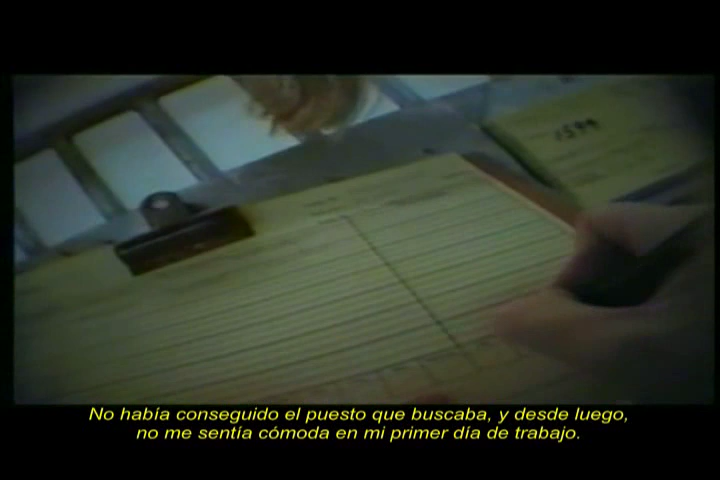 1594
No había conseguido el puesto que buscaba, y desde luego,
no me sentía cómoda en mi primer día de trabajo.